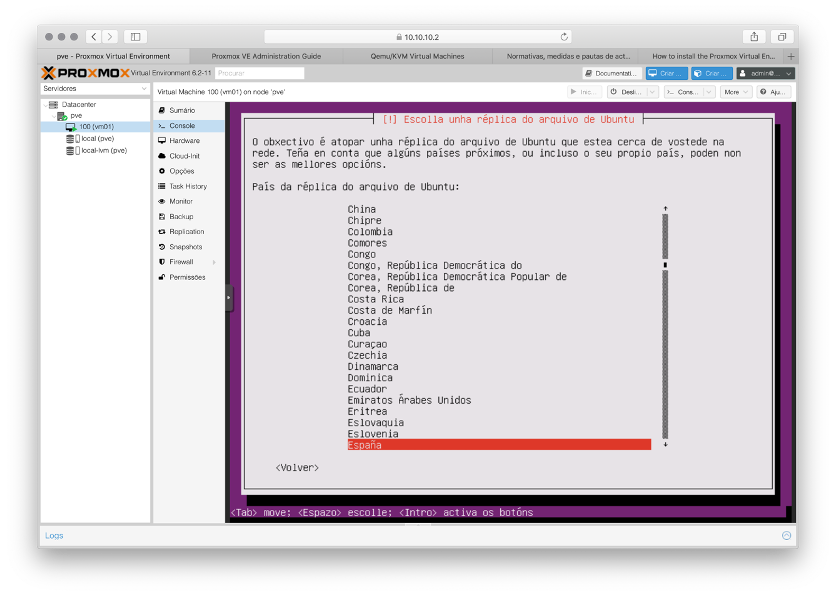 10.10.10.2
pve - Proxmox Virtual Environment
Proxmox VE Administration Guide
Qemu/KVM Virtual Machines
Normativas, medidas e pautas de act...
How to install the Proxmox Virtual En...
PROXMOX Virtual Environment 6.2-11
Procurar
Documentati...
Criar ...
Criar ...
admin@...
Servidores
Virtual Machine 100 (vm01) on node 'pve'
Inic...
Desli...
Cons...
More
Aju...
Datacenter
pve
100 (vm01)
local (pve)
local-lvm (pve)
Sumário
Console
Hardware
Cloud-Init
Opções
Task History
Monitor
Backup
Replication
Snapshots
Firewall
Permissões
[!] Escolla unha réplica do arquivo de Ubuntu
O obxectivo é atopar unha réplica do arquivo de Ubuntu que estea cerca de vostede na
rede. Teña en conta que algúns países próximos, ou incluso o seu propio país, poden non
ser as mellores opcións.
País da réplica do arquivo de Ubuntu:
China
Chipre
Colombia
Comores
Congo
Congo, República Democrática do
Corea, República Democrática Popular de
Corea, República de
Costa Rica
Costa de Marfín
Croacia
Cuba
Curaçao
Czechia
Dinamarca
Dominica
Ecuador
Emiratos Árabes Unidos
Eritrea
Eslovaquia
Eslovenia
España
<Volver>
<Tab> move; <Espazo> escolle; <Intro> activa os botóns
Logs